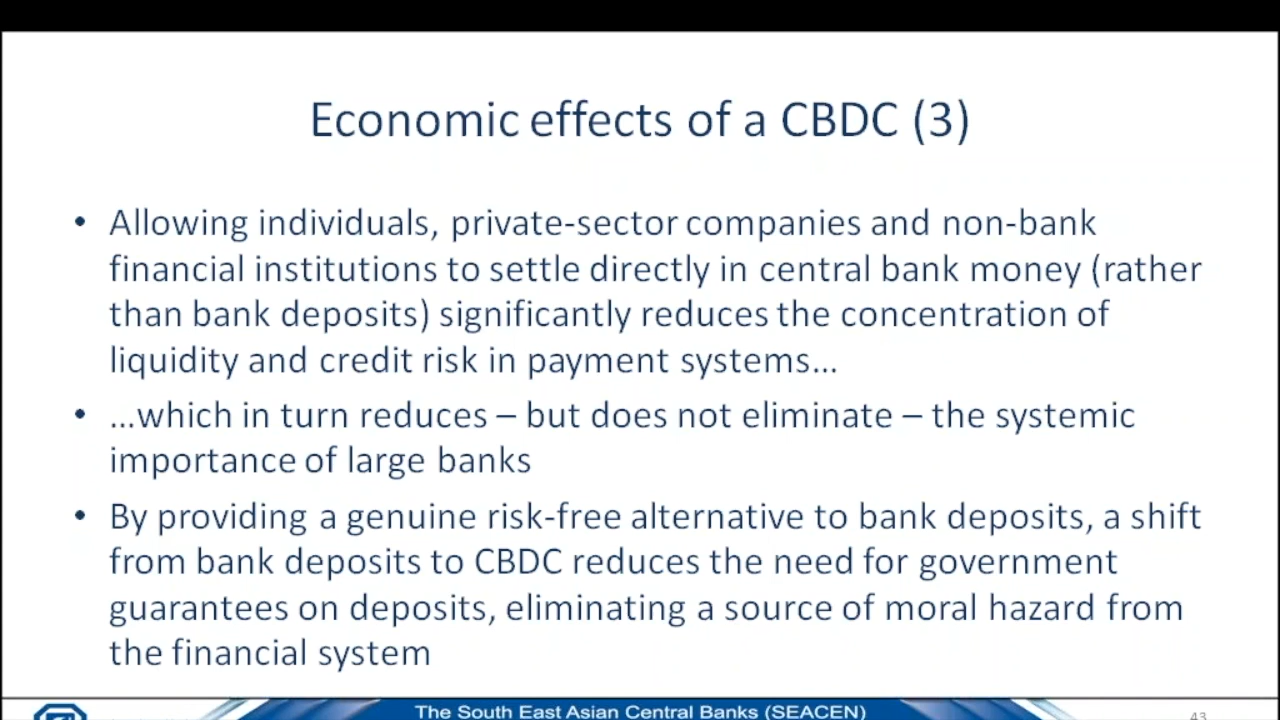 Economic effects of a CBDC (3)
• Allowing individuals, private-sector companies and non-bank
financial institutions to settle directly in central bank money (rather
than bank deposits) significantly reduces the concentration of
liquidity and credit risk in payment systems...
• ...which in turn reduces – but does not eliminate – the systemic
importance of large banks
• By providing a genuine risk-free alternative to bank deposits, a shift
from bank deposits to CBDC reduces the need for government
guarantees on deposits, eliminating a source of moral hazard from
the financial system
The South East Asian Central Banks (SEACEN)
43